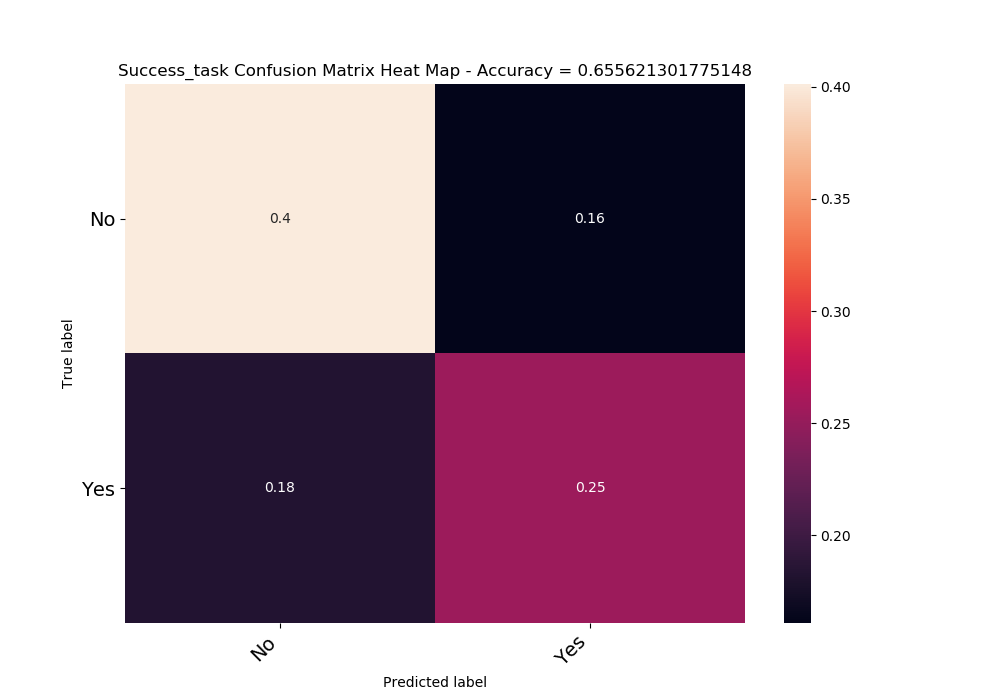 Success_task Confusion Matrix Heat Map - Accuracy = 0.655621301775148
No
0.4
0.16
Yes
0.18
0.25
No
Yes
True label
Predicted label
0.40
0.35
0.30
0.25
0.20